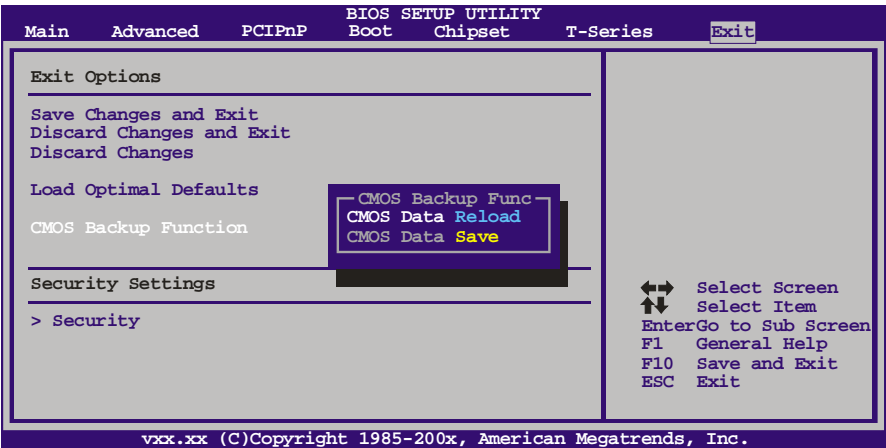 BIOS SETUP UTILITY
Main Advanced PCIPnP Boot Chipset T-Series Exit
Exit Options
Save Changes and Exit
Discard Changes and Exit
Discard Changes
Load Optimal Defaults
CMOS Backup Function
CMOS Backup Func
CMOS Data Reload
CMOS Data Save
Security Settings
> Security
Select Screen
Select Item
EnterGo to Sub Screen
F1 General Help
F10 Save and Exit
ESC Exit
vxx.xx (C)Copyright 1985-200x, American Megatrends, Inc.